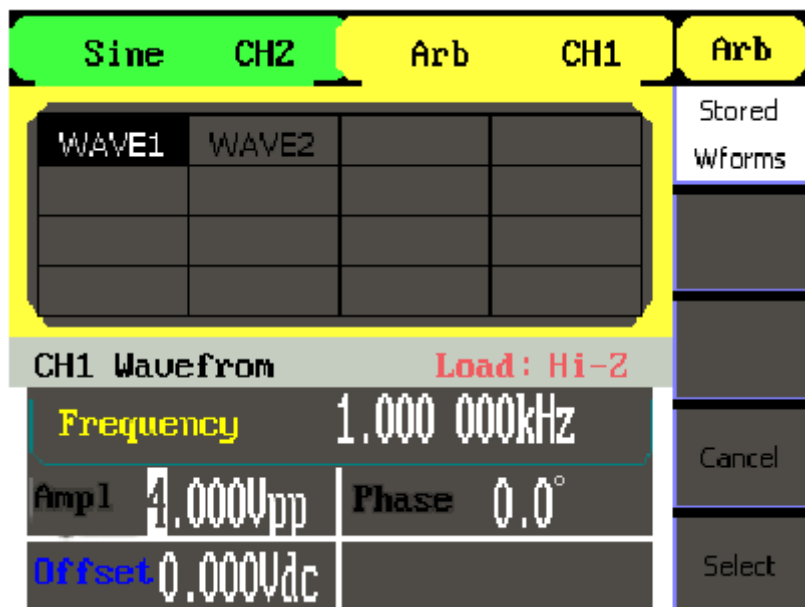 Sine CH2 Arb CH1 Arb
Stored
Wforms
WAVE1 WAVE2
CH1 Wavefrom Load: Hi-Z
Frequency 1.000 000kHz
Ampl 4.000Vpp Phase 0.0°
Offset 0.000Vdc
Cancel
Select